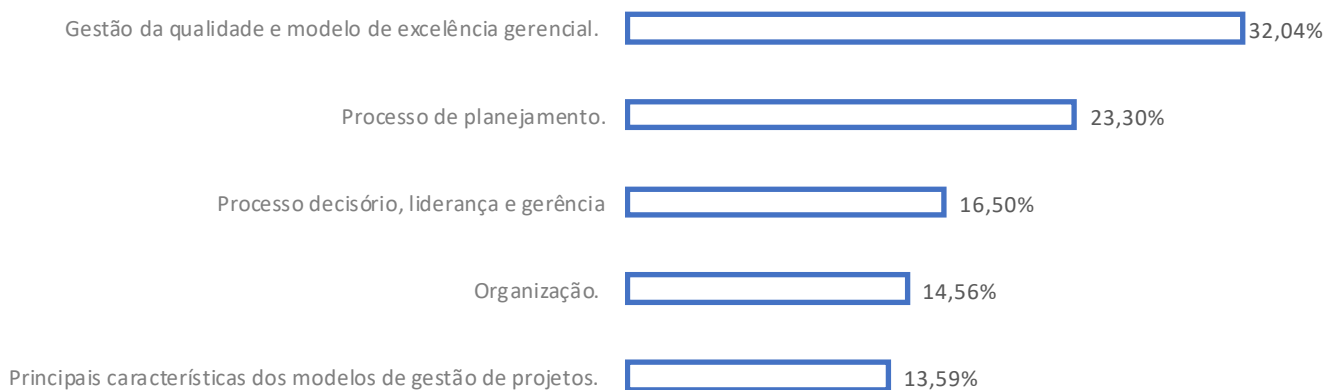 Gestão da qualidade e modelo de excelência gerencial. 32,04%
Processo de planejamento. 23,30%
Processo decisório, liderança e gerência 16,50%
Organização. 14,56%
Principais características dos modelos de gestão de projetos. 13,59%